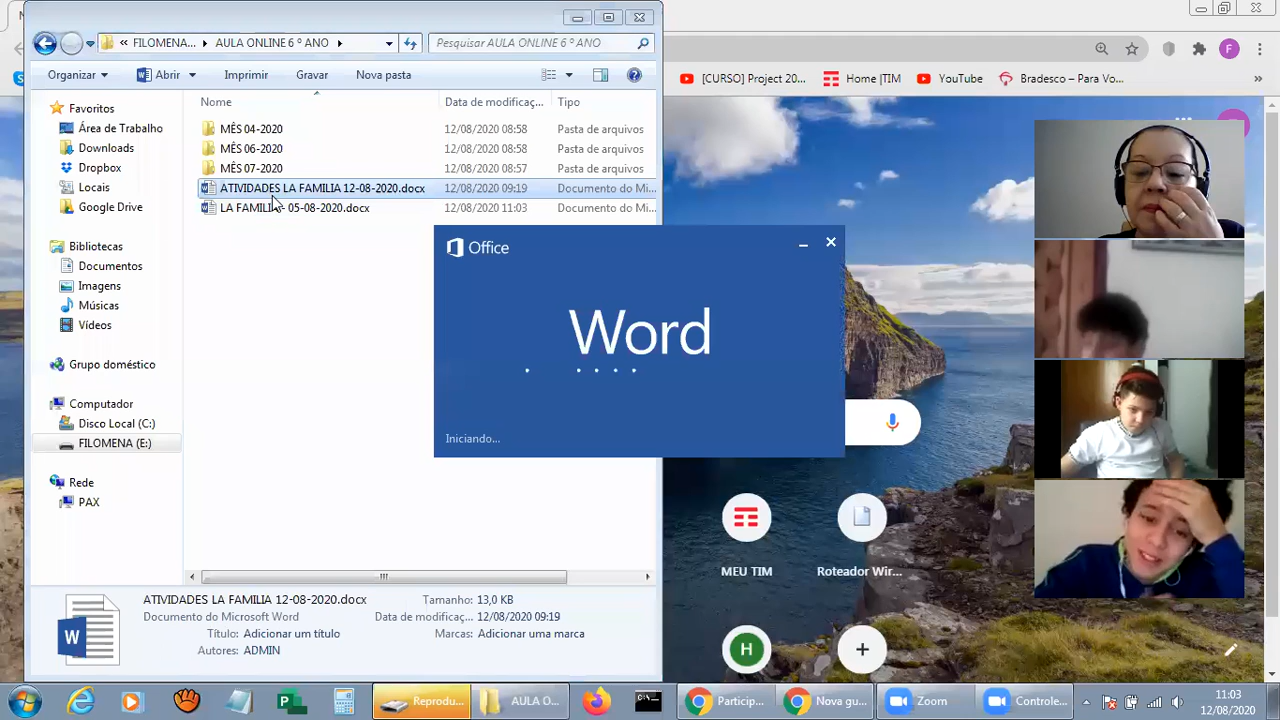 « FILOMENA... ▸ AULA ONLINE 6 º ANO ▸
Pesquisar AULA ONLINE 6 º ANO
Organizar
Abrir
Imprimir
Gravar
Nova pasta
[CURSO] Project 20...
Home |TIM
YouTube
Bradesco – Para Vo...
»
Nome
Data de modificaç...
Tipo
Favoritos
Área de Trabalho
Downloads
Dropbox
Locais
Google Drive
Bibliotecas
Documentos
Imagens
Músicas
Vídeos
Grupo doméstico
Computador
Disco Local (C:)
FILOMENA (E:)
Rede
PAX
MÊS 04-2020 12/08/2020 08:58 Pasta de arquivos
MÊS 06-2020 12/08/2020 08:58 Pasta de arquivos
MÊS 07-2020 12/08/2020 08:57 Pasta de arquivos
ATIVIDADES LA FAMILIA 12-08-2020.docx 12/08/2020 09:19 Documento do Mi...
LA FAMILIA - 05-08-2020.docx 12/08/2020 11:03 Documento do Mi...
Office
Word
Iniciando...
MEU TIM
Roteador Wir...
H
F
ATIVIDADES LA FAMILIA 12-08-2020.docx
Documento do Microsoft Word
Título: Adicionar um título
Autores: ADMIN
Tamanho: 13,0 KB
Data de modificaç... 12/08/2020 09:19
Marcas: Adicionar uma marca
Reprodu...
AULA O...
Particip...
Nova gu...
Zoom
Controle...
11:03
12/08/2020